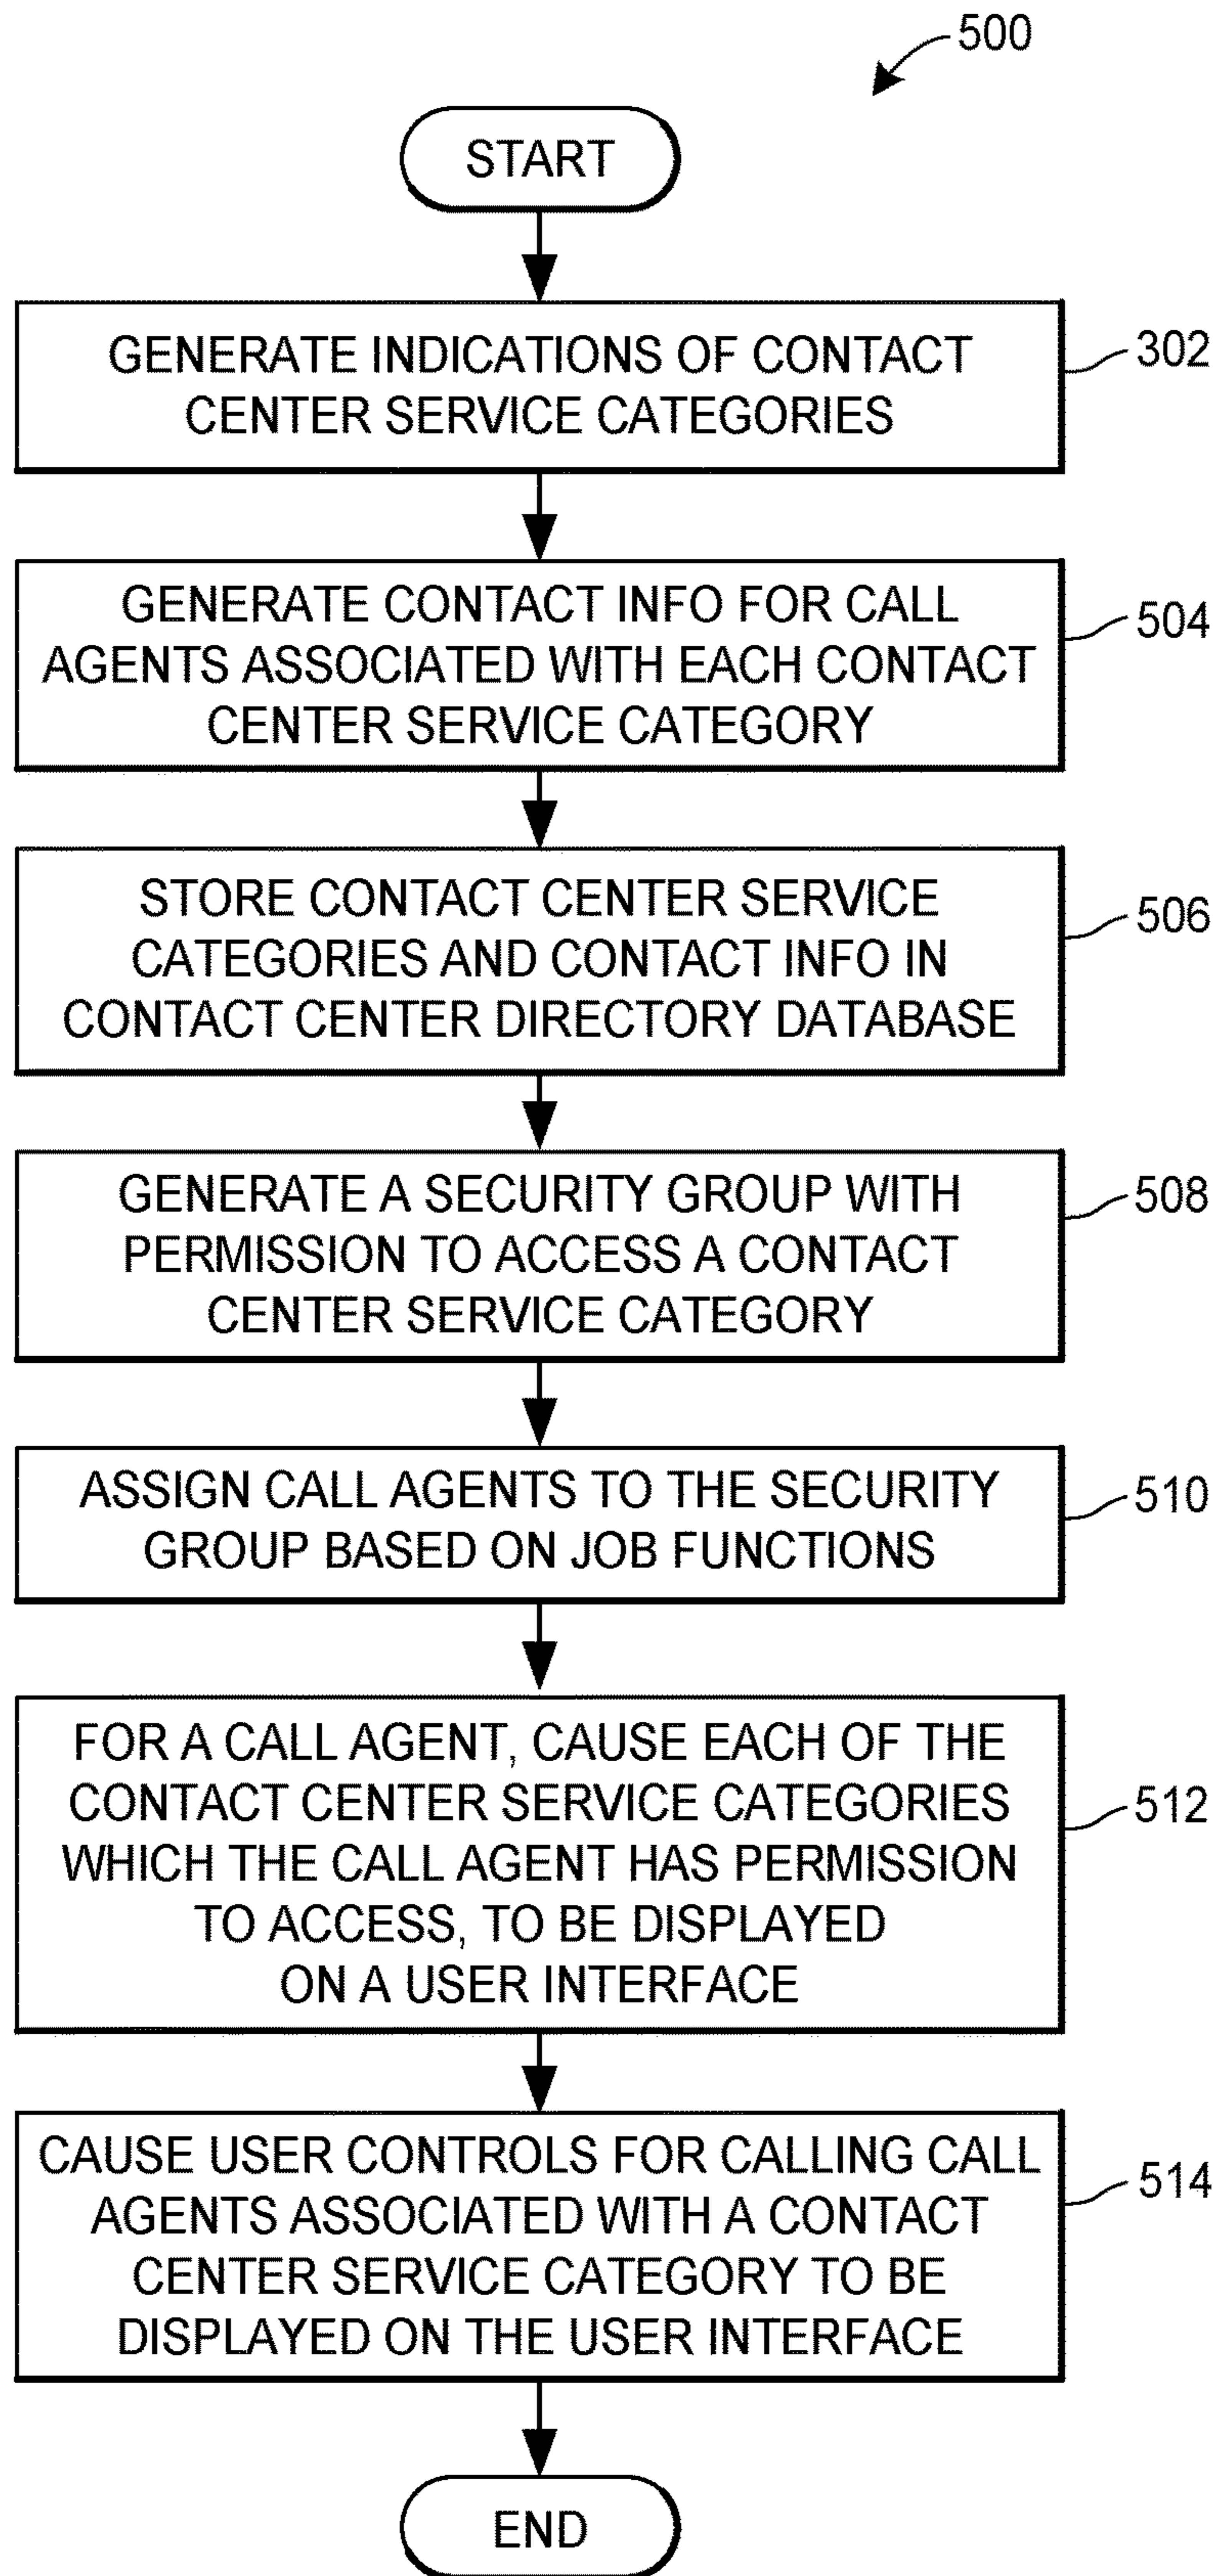 500
START
GENERATE INDICATIONS OF CONTACT
CENTER SERVICE CATEGORIES
302
GENERATE CONTACT INFO FOR CALL
AGENTS ASSOCIATED WITH EACH CONTACT
CENTER SERVICE CATEGORY
504
STORE CONTACT CENTER SERVICE
CATEGORIES AND CONTACT INFO IN
CONTACT CENTER DIRECTORY DATABASE
506
GENERATE A SECURITY GROUP WITH
PERMISSION TO ACCESS A CONTACT
CENTER SERVICE CATEGORY
508
ASSIGN CALL AGENTS TO THE SECURITY
GROUP BASED ON JOB FUNCTIONS
510
FOR A CALL AGENT, CAUSE EACH OF THE
CONTACT CENTER SERVICE CATEGORIES
WHICH THE CALL AGENT HAS PERMISSION
TO ACCESS, TO BE DISPLAYED
ON A USER INTERFACE
512
CAUSE USER CONTROLS FOR CALLING CALL
AGENTS ASSOCIATED WITH A CONTACT
CENTER SERVICE CATEGORY TO BE
DISPLAYED ON THE USER INTERFACE
514
END